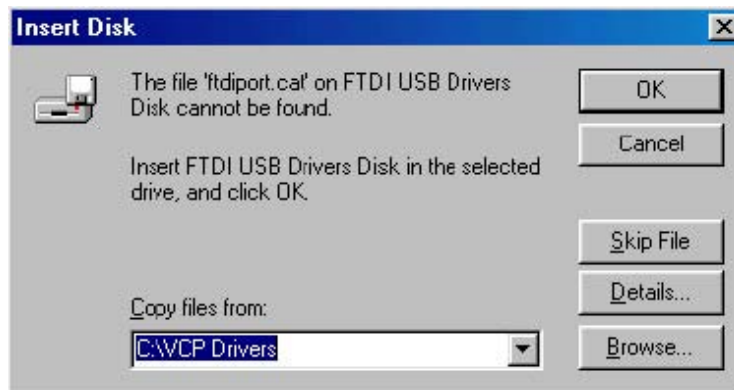 Insert Disk
The file 'ftdiport.cat' on FTDI USB Drivers
Disk cannot be found.
Insert FTDI USB Drivers Disk in the selected
drive, and click OK.
Copy files from:
C:\VCP Drivers
OK
Cancel
Skip File
Details...
Browse...